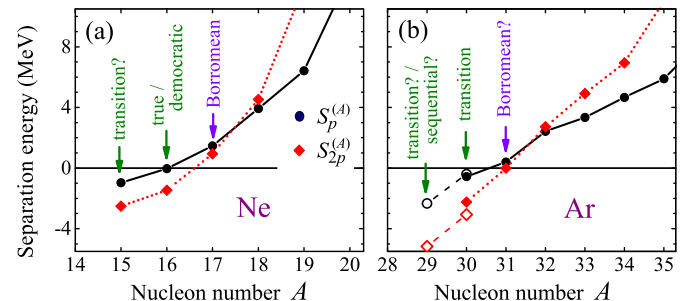 (a)
(b)
Separation energy (MeV)
8
4
0
-4
transition?
true /
democratic
Borromean
S_p^(A)
S_2p^(A)
Ne
transition? /
sequential?
transition
Borromean?
Ar
14 15 16 17 18 19 20
28 29 30 31 32 33 34 35
Nucleon number A
Nucleon number A